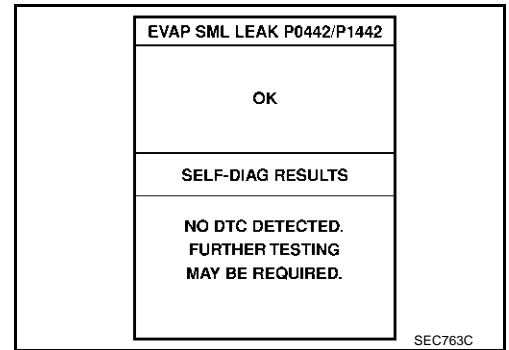 EVAP SML LEAK P0442/P1442
OK
SELF-DIAG RESULTS
NO DTC DETECTED.
FURTHER TESTING
MAY BE REQUIRED.
SEC763C